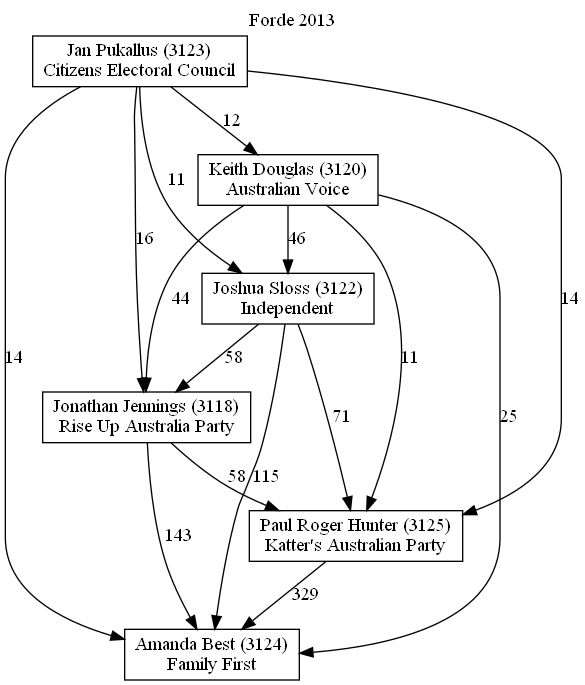 Forde 2013
Jan Pukallus (3123)
Citizens Electoral Council
12
Keith Douglas (3120)
Australian Voice
11
16
46
Joshua Sloss (3122)
Independent
44
14
14
11
58
Jonathan Jennings (3118)
Rise Up Australia Party
71
25
58
115
Paul Roger Hunter (3125)
Katter's Australian Party
143
329
Amanda Best (3124)
Family First